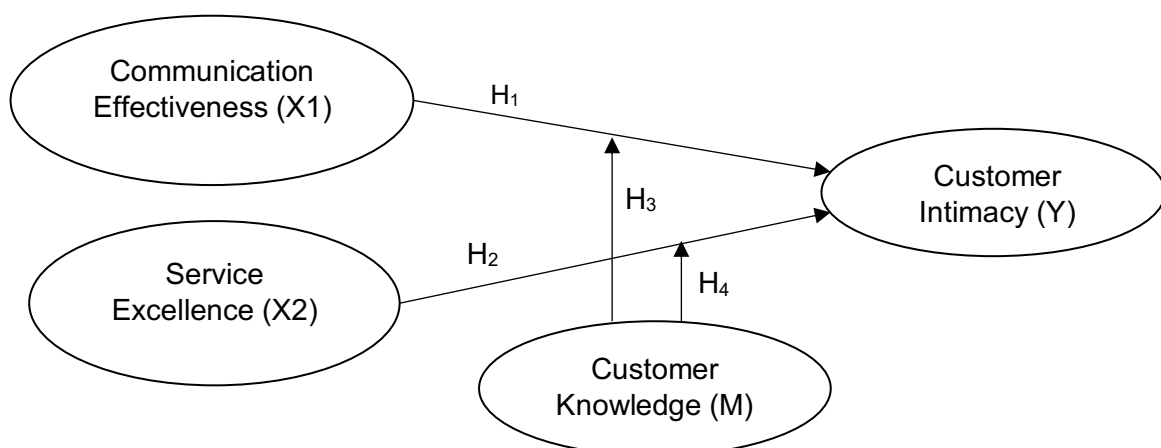 Communication
Effectiveness (X1)
H₁
Customer
Intimacy (Y)
H₃
Service
Excellence (X2)
H₂
H₄
Customer
Knowledge (M)